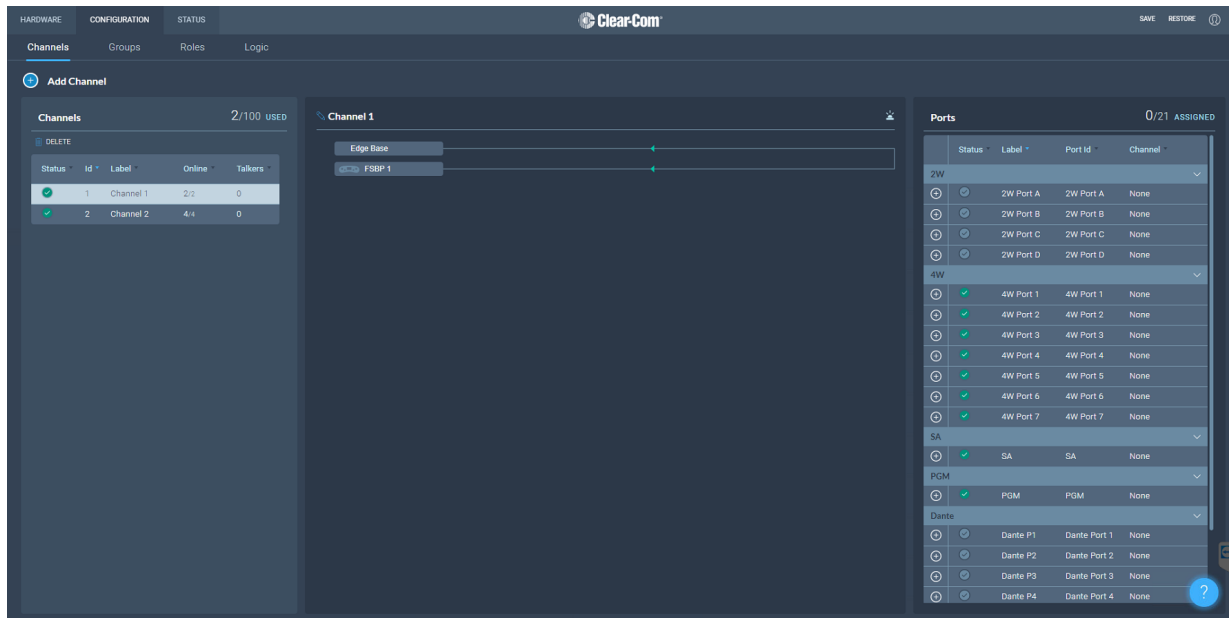 HARDWARE CONFIGURATION STATUS Clear-Com SAVE RESTORE
Channels Groups Roles Logic
Add Channel
Channels 2/100 USED
DELETE
Status Id Label Online Talkers
1 Channel 1 2/2 0
2 Channel 2 4/4 0
Channel 1
Edge Base
FSBP 1
Ports 0/21 ASSIGNED
Status Label Port Id Channel
2W
2W Port A 2W Port A None
2W Port B 2W Port B None
2W Port C 2W Port C None
2W Port D 2W Port D None
4W
4W Port 1 4W Port 1 None
4W Port 2 4W Port 2 None
4W Port 3 4W Port 3 None
4W Port 4 4W Port 4 None
4W Port 5 4W Port 5 None
4W Port 6 4W Port 6 None
4W Port 7 4W Port 7 None
SA
SA SA None
PGM
PGM PGM None
Dante
Dante P1 Dante Port 1 None
Dante P2 Dante Port 2 None
Dante P3 Dante Port 3 None
Dante P4 Dante Port 4 None
?